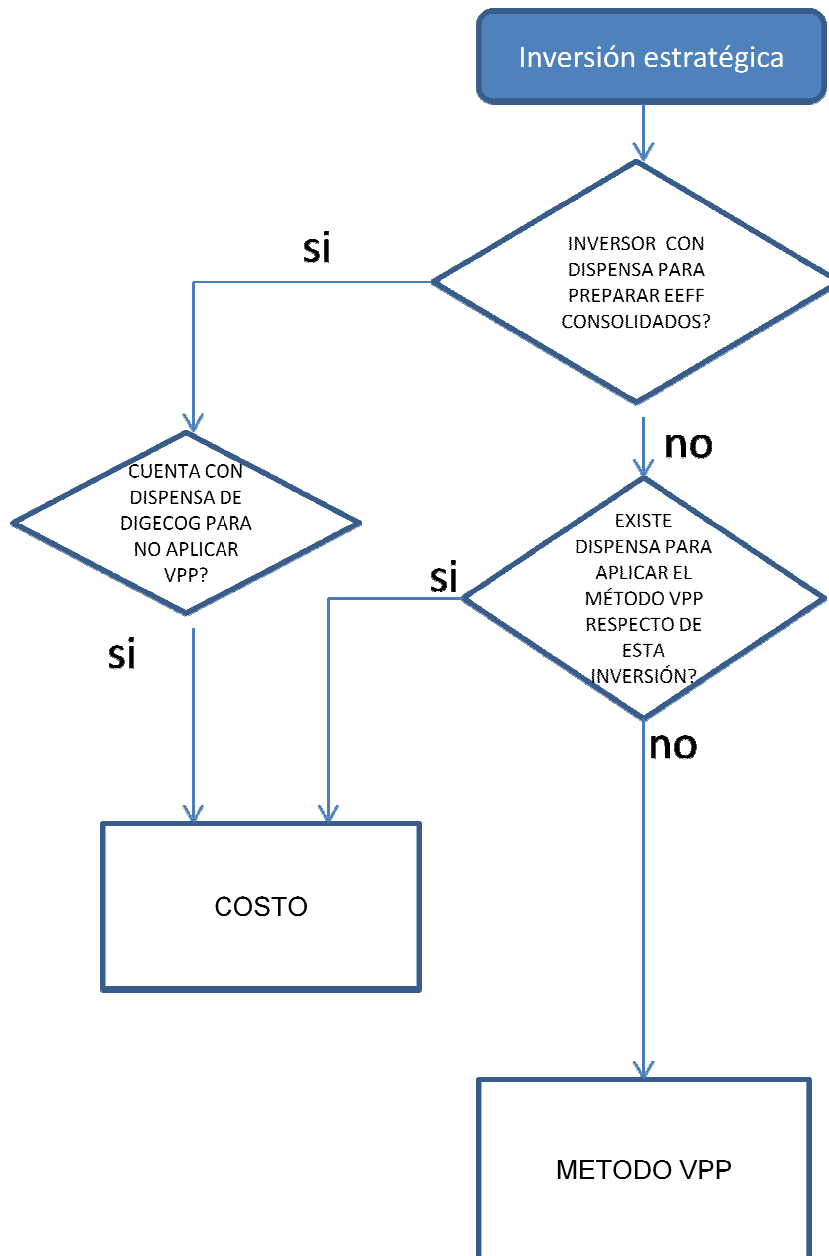 Inversión estratégica
INVERSOR CON
DISPENSA PARA
PREPARAR EEFF
CONSOLIDADOS?
si
no
CUENTA CON
DISPENSA DE
DIGECOG PARA
NO APLICAR
VPP?
EXISTE
DISPENSA PARA
APLICAR EL
MÉTODO VPP
RESPECTO DE
ESTA
INVERSIÓN?
si
si
no
COSTO
METODO VPP